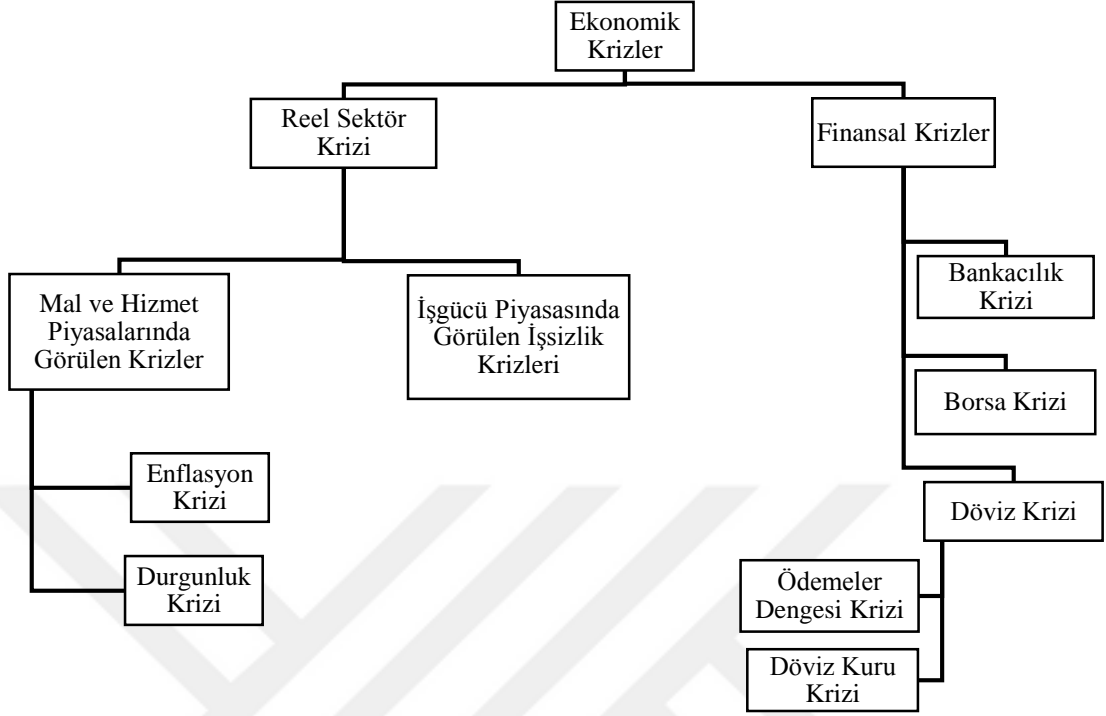 Ekonomik
Krizler
Reel Sektör
Krizi
Finansal Krizler
Mal ve Hizmet
Piyasalarında
Görülen Krizler
İşgücü Piyasasında
Görülen İşsizlik
Krizleri
Bankacılık
Krizi
Borsa Krizi
Enflasyon
Krizi
Döviz Krizi
Durgunluk
Krizi
Ödemeler
Dengesi Krizi
Döviz Kuru
Krizi